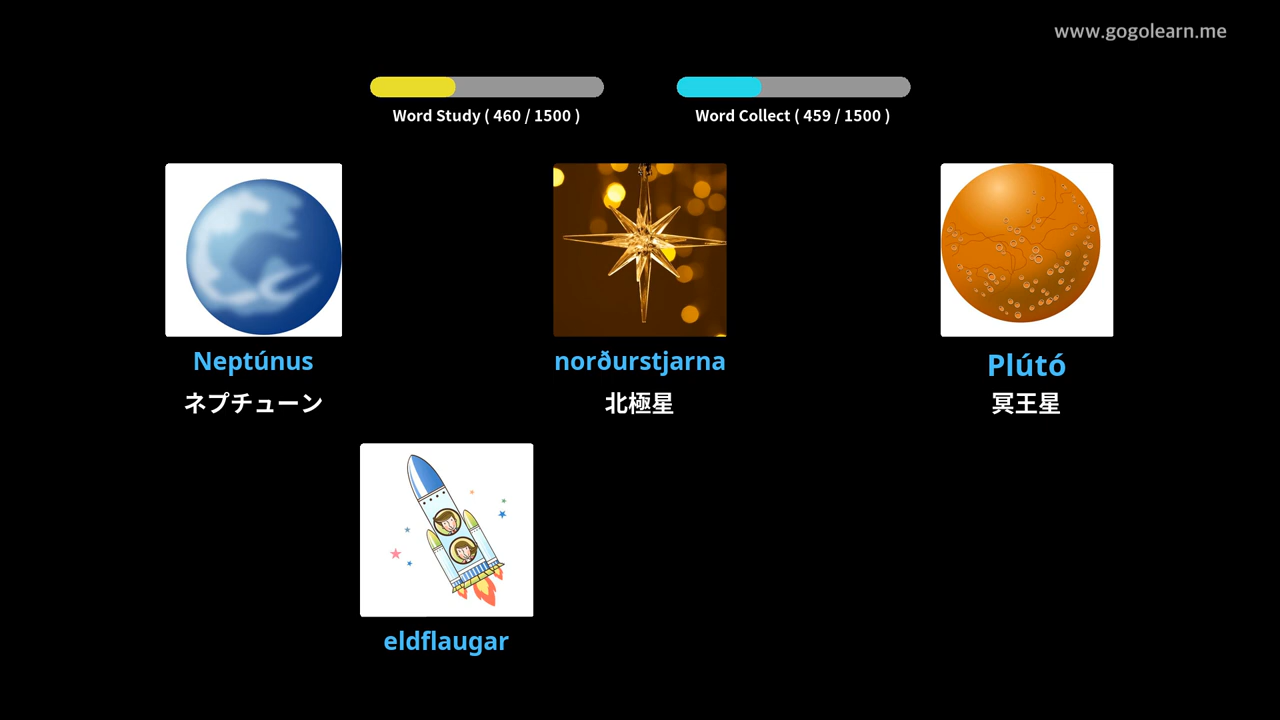 www.gogolearn.me
Word Study ( 460 / 1500 )
Word Collect ( 459 / 1500 )
Neptúnus
norðurstjarna
Plútó
ネプチューン
北極星
冥王星
eldflaugar